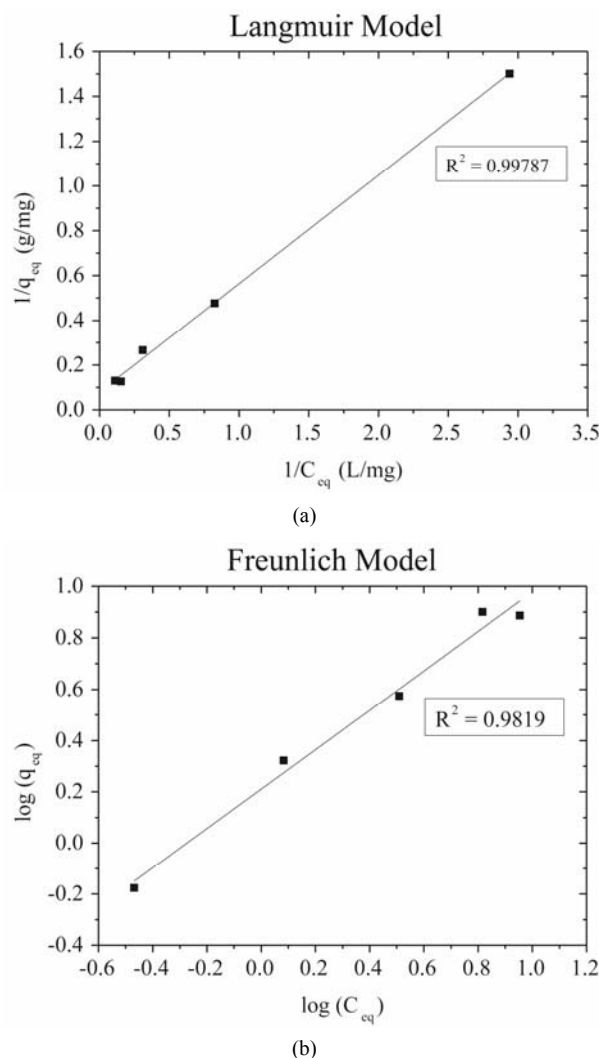 Langmuir Model
1.6
1.4
1.2
1.0
0.8
0.6
0.4
0.2
0.0
1/q_eq (g/mg)
R² = 0.99787
0.0 0.5 1.0 1.5 2.0 2.5 3.0 3.5
1/C_eq (L/mg)
(a)
Freunlich Model
1.0
0.8
0.6
0.4
0.2
0.0
-0.2
-0.4
log (q_eq)
R² = 0.9819
-0.6 -0.4 -0.2 0.0 0.2 0.4 0.6 0.8 1.0 1.2
log (C_eq)
(b)